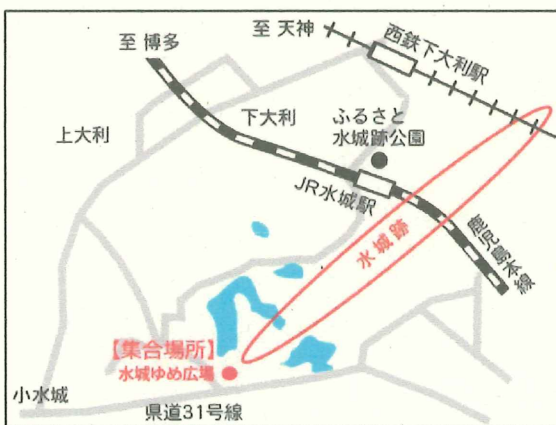 至 天神
至 博多
西鉄下大利駅
下大利
ふるさと
水城跡公園
上大利
JR水城駅
水城跡
鹿児島本線
【集合場所】
水城ゆめ広場
小水城
県道31号線